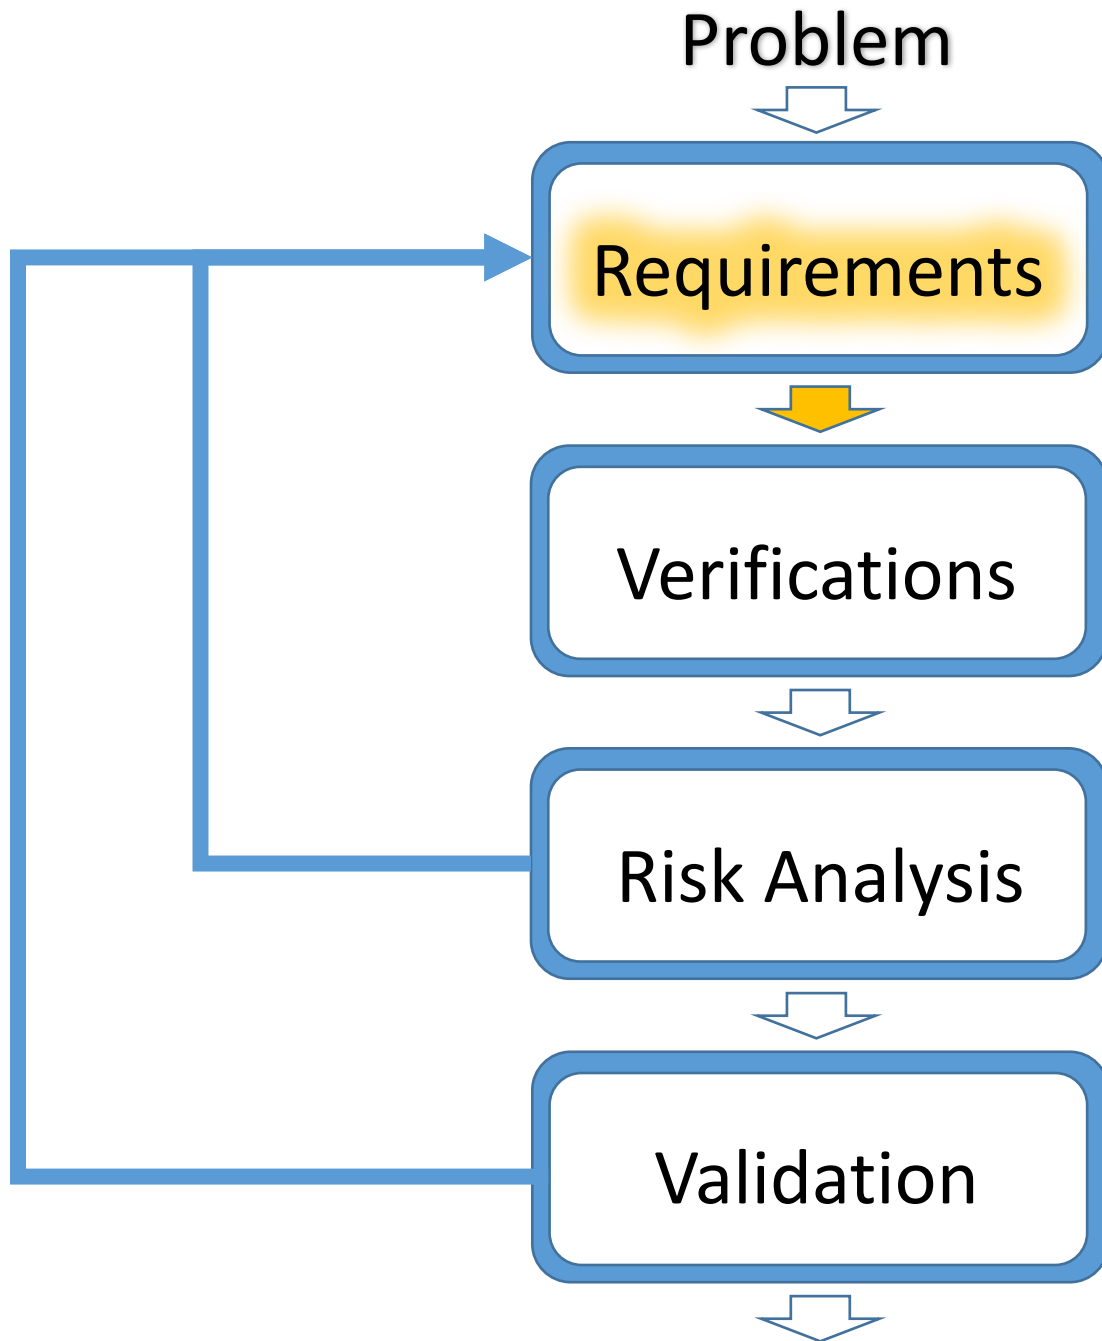 Problem
Requirements
Verifications
Risk Analysis
Validation